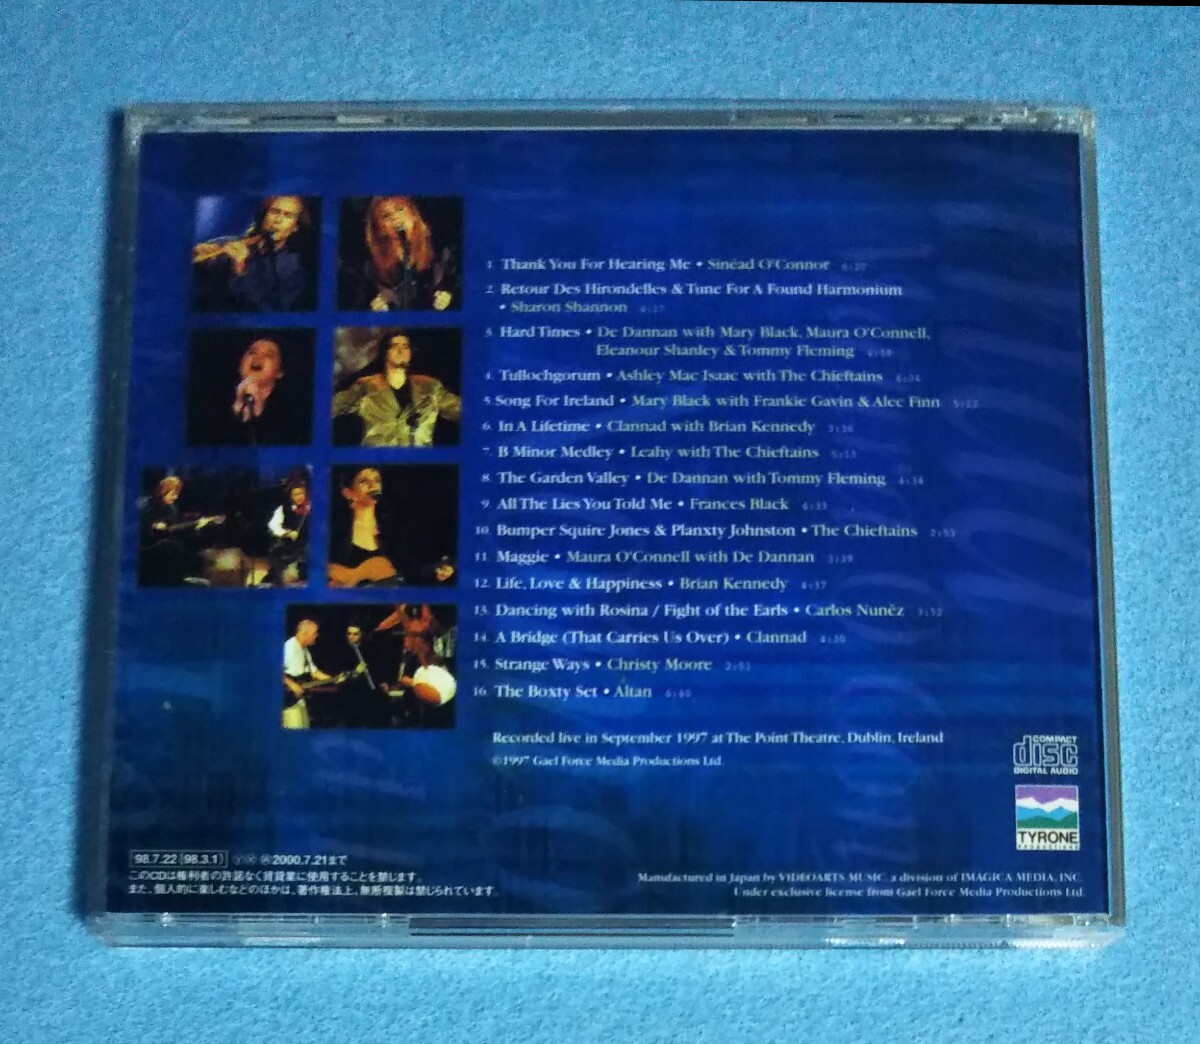 1. Thank You For Hearing Me • Sinéad O'Connor
2. Retour Des Hirondelles & Tune For A Found Harmonium
• Sharon Shannon
3. Hard Times • De Dannan with Mary Black, Maura O'Connell,
Eleanour Shanley & Tommy Fleming
4. Tullochgorum • Ashley Mac Isaac with The Chieftains
5. Song For Ireland • Mary Black with Frankie Gavin & Alec Finn
6. In A Lifetime • Clannad with Brian Kennedy
7. B Minor Medley • Leahy with The Chieftains
8. The Garden Valley • De Dannan with Tommy Fleming
9. All The Lies You Told Me • Frances Black
10. Bumper Squire Jones & Planxty Johnston • The Chieftains
11. Maggie • Maura O'Connell with De Dannan
12. Life, Love & Happiness • Brian Kennedy 4:37
13. Dancing with Rosina / Fight of the Earls • Carlos Nunẽz
14. A Bridge (That Carries Us Over) • Clannad
15. Strange Ways • Christy Moore
16. The Boxty Set • Altan
Recorded live in September 1997 at The Point Theatre, Dublin, Ireland
©1997 Gael Force Media Productions Ltd.
COMPACT
disc
DIGITAL AUDIO
TYRONE
98.7.22 (98.3.1) 2000.7.21まで
このCDは権利者の許諾なく賃貸業に使用することを禁じます。
また、個人的に楽しむなどのほかは、著作権法上、無断複製は禁じられています。
Manufactured in Japan by VIDEOARTS MUSIC, a division of IMAGICA MEDIA, INC.
Under exclusive license from Gael Force Media Productions Ltd.